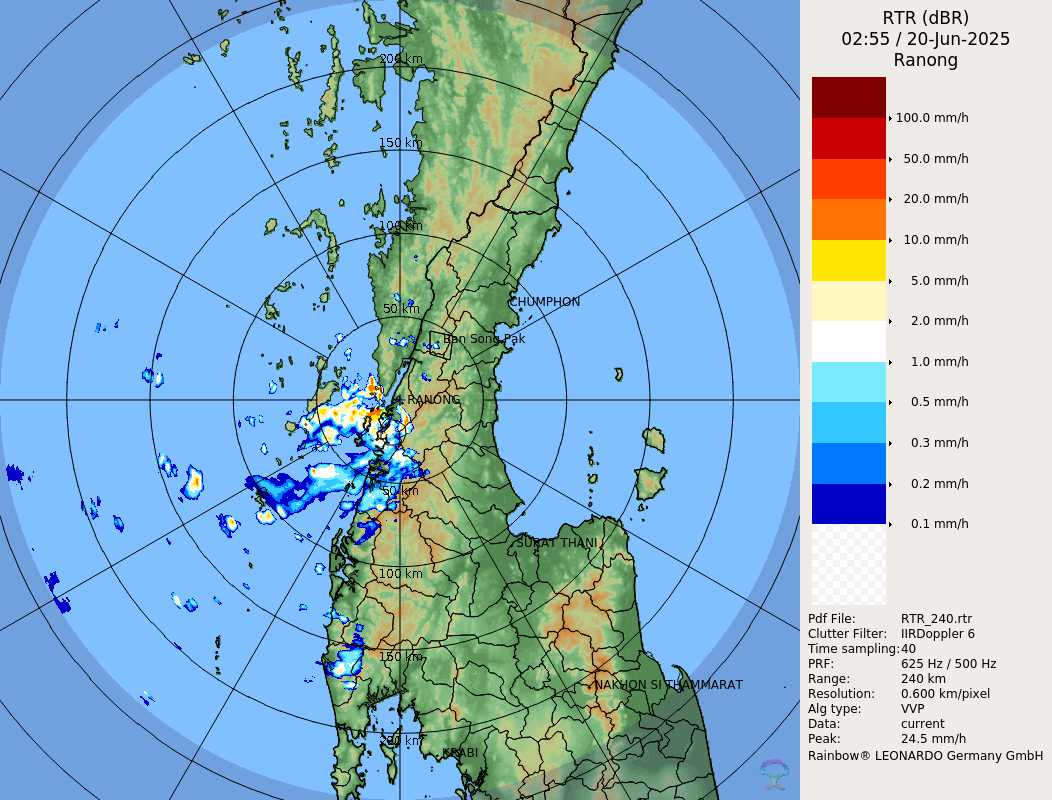 RTR (dBR)
02:55 / 20-Jun-2025
Ranong
100.0 mm/h
50.0 mm/h
20.0 mm/h
10.0 mm/h
5.0 mm/h
2.0 mm/h
1.0 mm/h
0.5 mm/h
0.3 mm/h
0.2 mm/h
0.1 mm/h
Pdf File: RTR_240.rtr
Clutter Filter: IIRDoppler 6
Time sampling:40
PRF: 625 Hz / 500 Hz
Range: 240 km
Resolution: 0.600 km/pixel
Alg type: VVP
Data: current
Peak: 24.5 mm/h
Rainbow® LEONARDO Germany GmbH
200 km
150 km
100 km
CHUMPHON
50 km
Ban Song Pak
RANONG
50 km
SURAT THANI
100 km
150 km
NAKHON SI THAMMARAT
200 km
KRABI